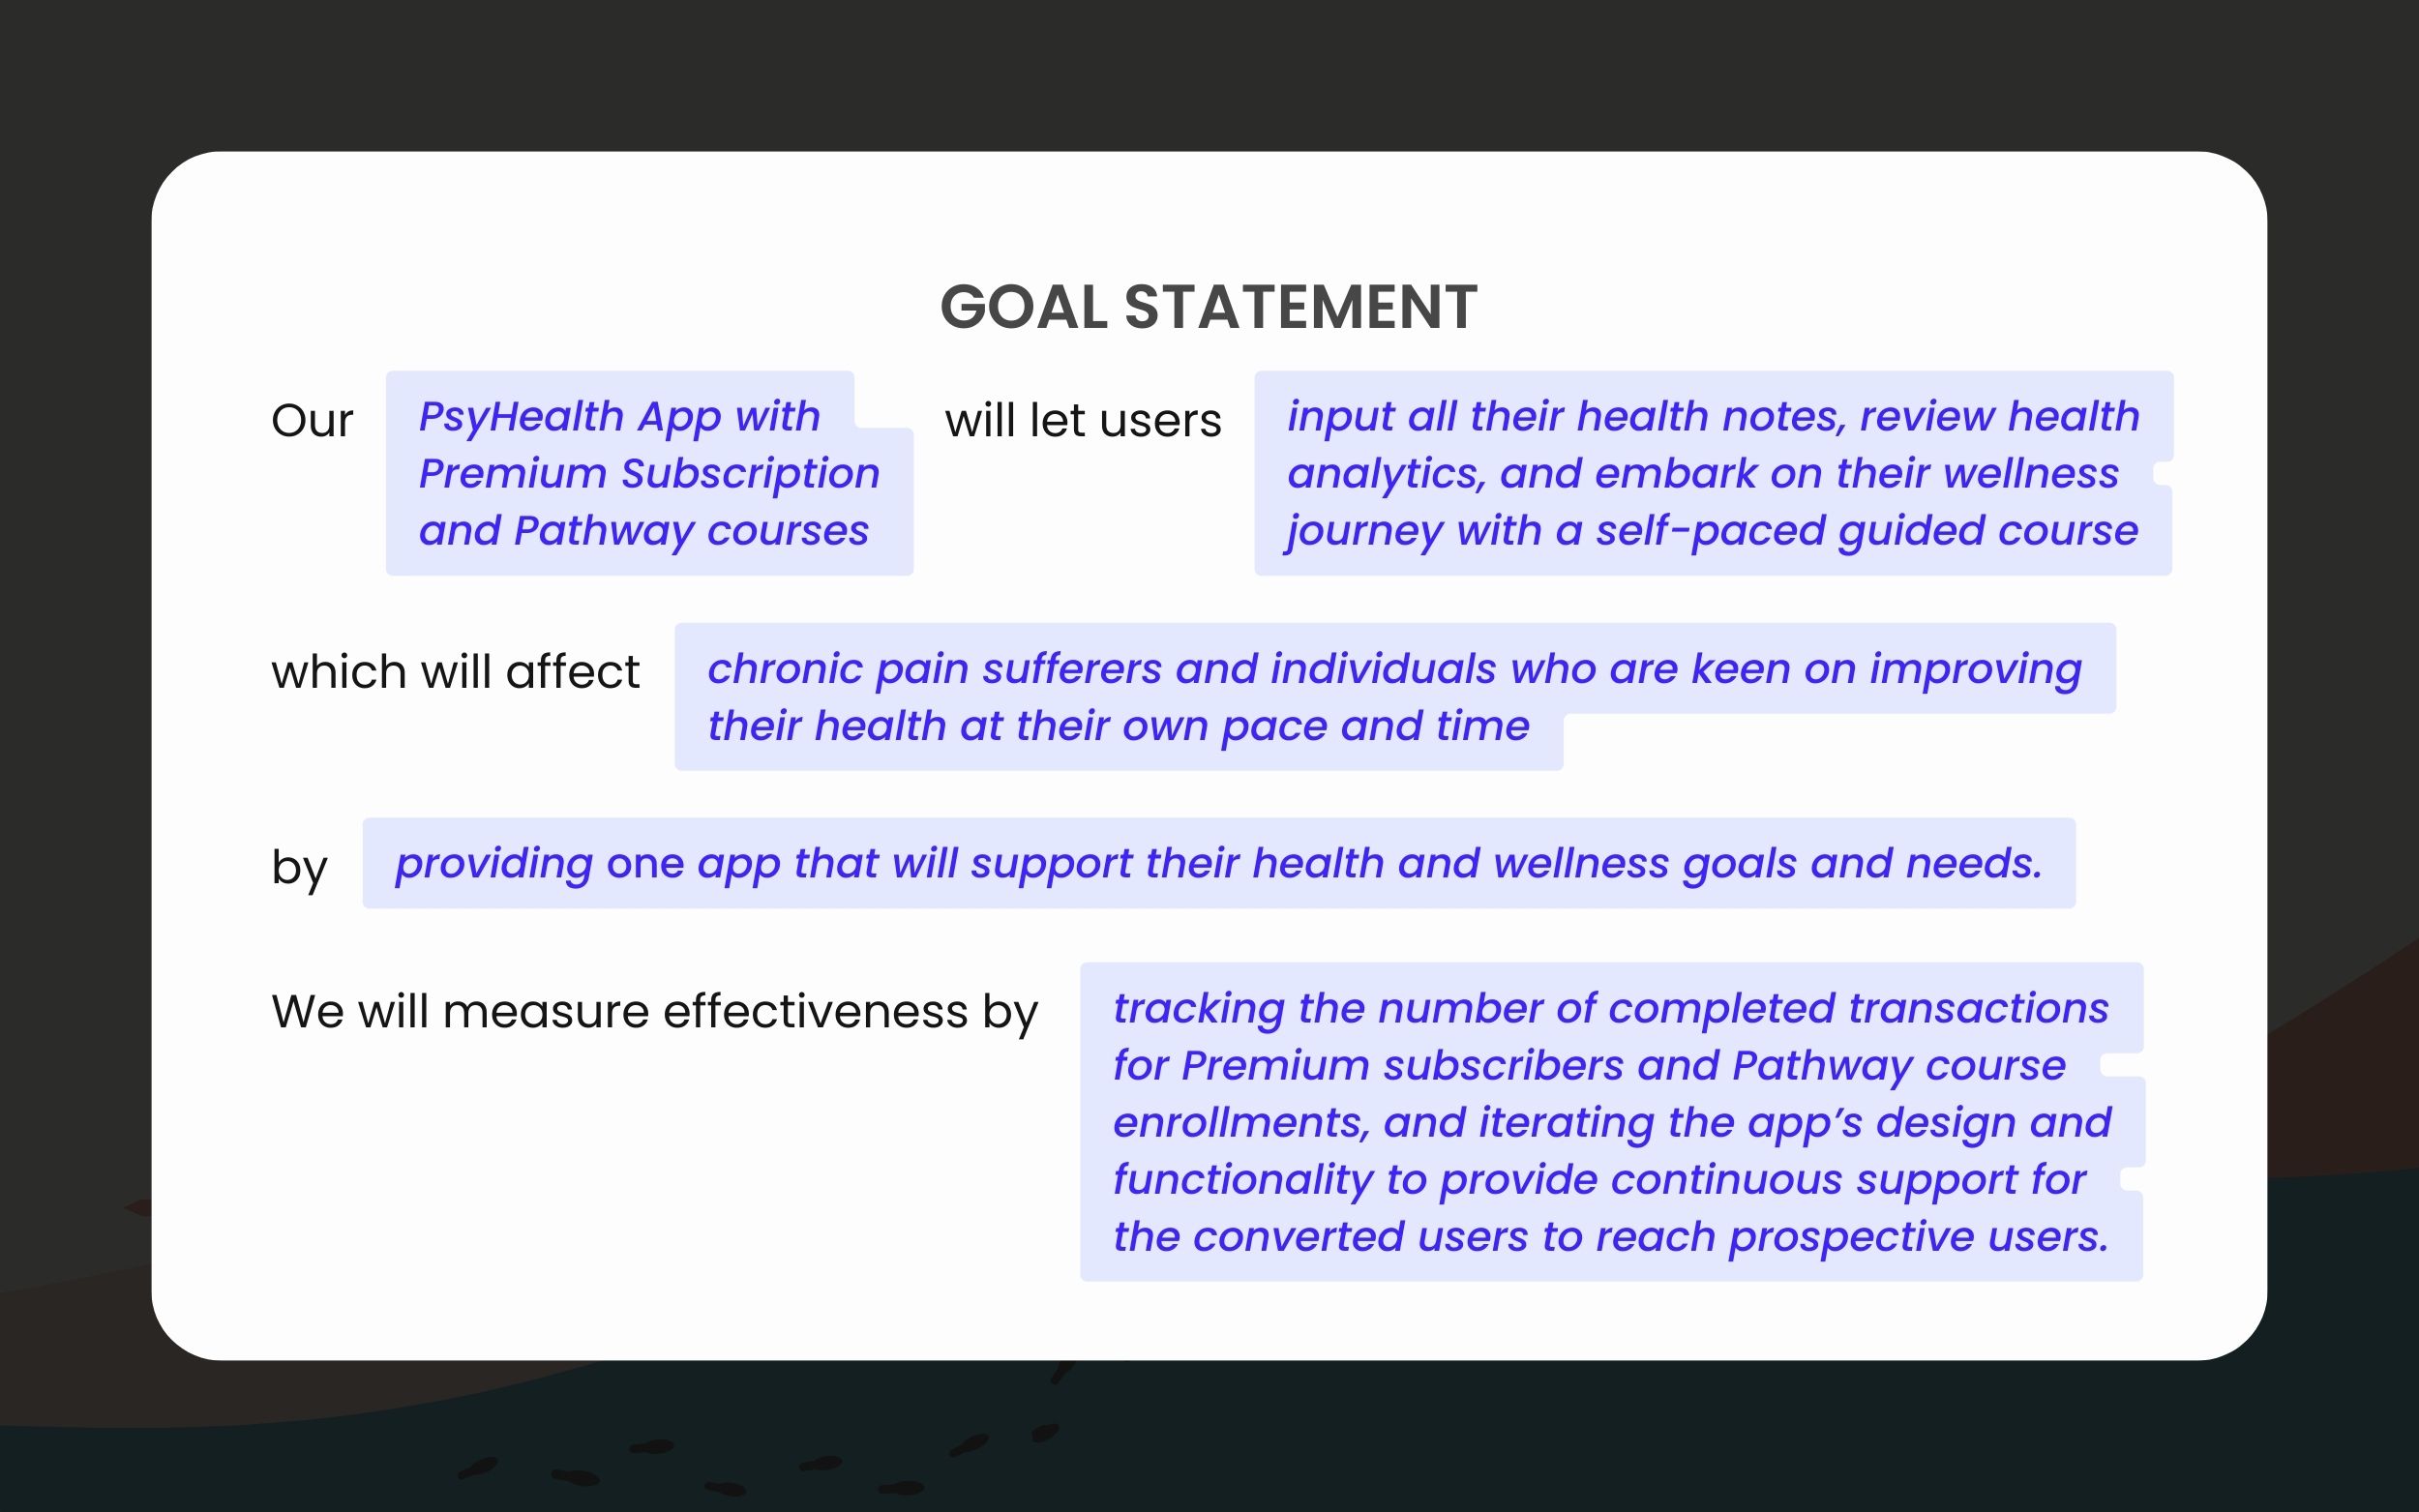 GOAL STATEMENT
Our
PsyHealth App with
Premium Subscription
and Pathway courses
will let users
input all their health notes, review health
analytics, and embark on their wellness
journey with a self-paced guided course
which will affect
chronic pain sufferers and individuals who are keen on improving
their health at their own pace and time
by
providing one app that will support their health and wellness goals and needs.
We will measure effectiveness by
tracking the number of completed transactions
for Premium subscribers and Pathway course
enrollments, and iterating the app’s design and
functionality to provide continuous support for
the converted users to reach prospective users.